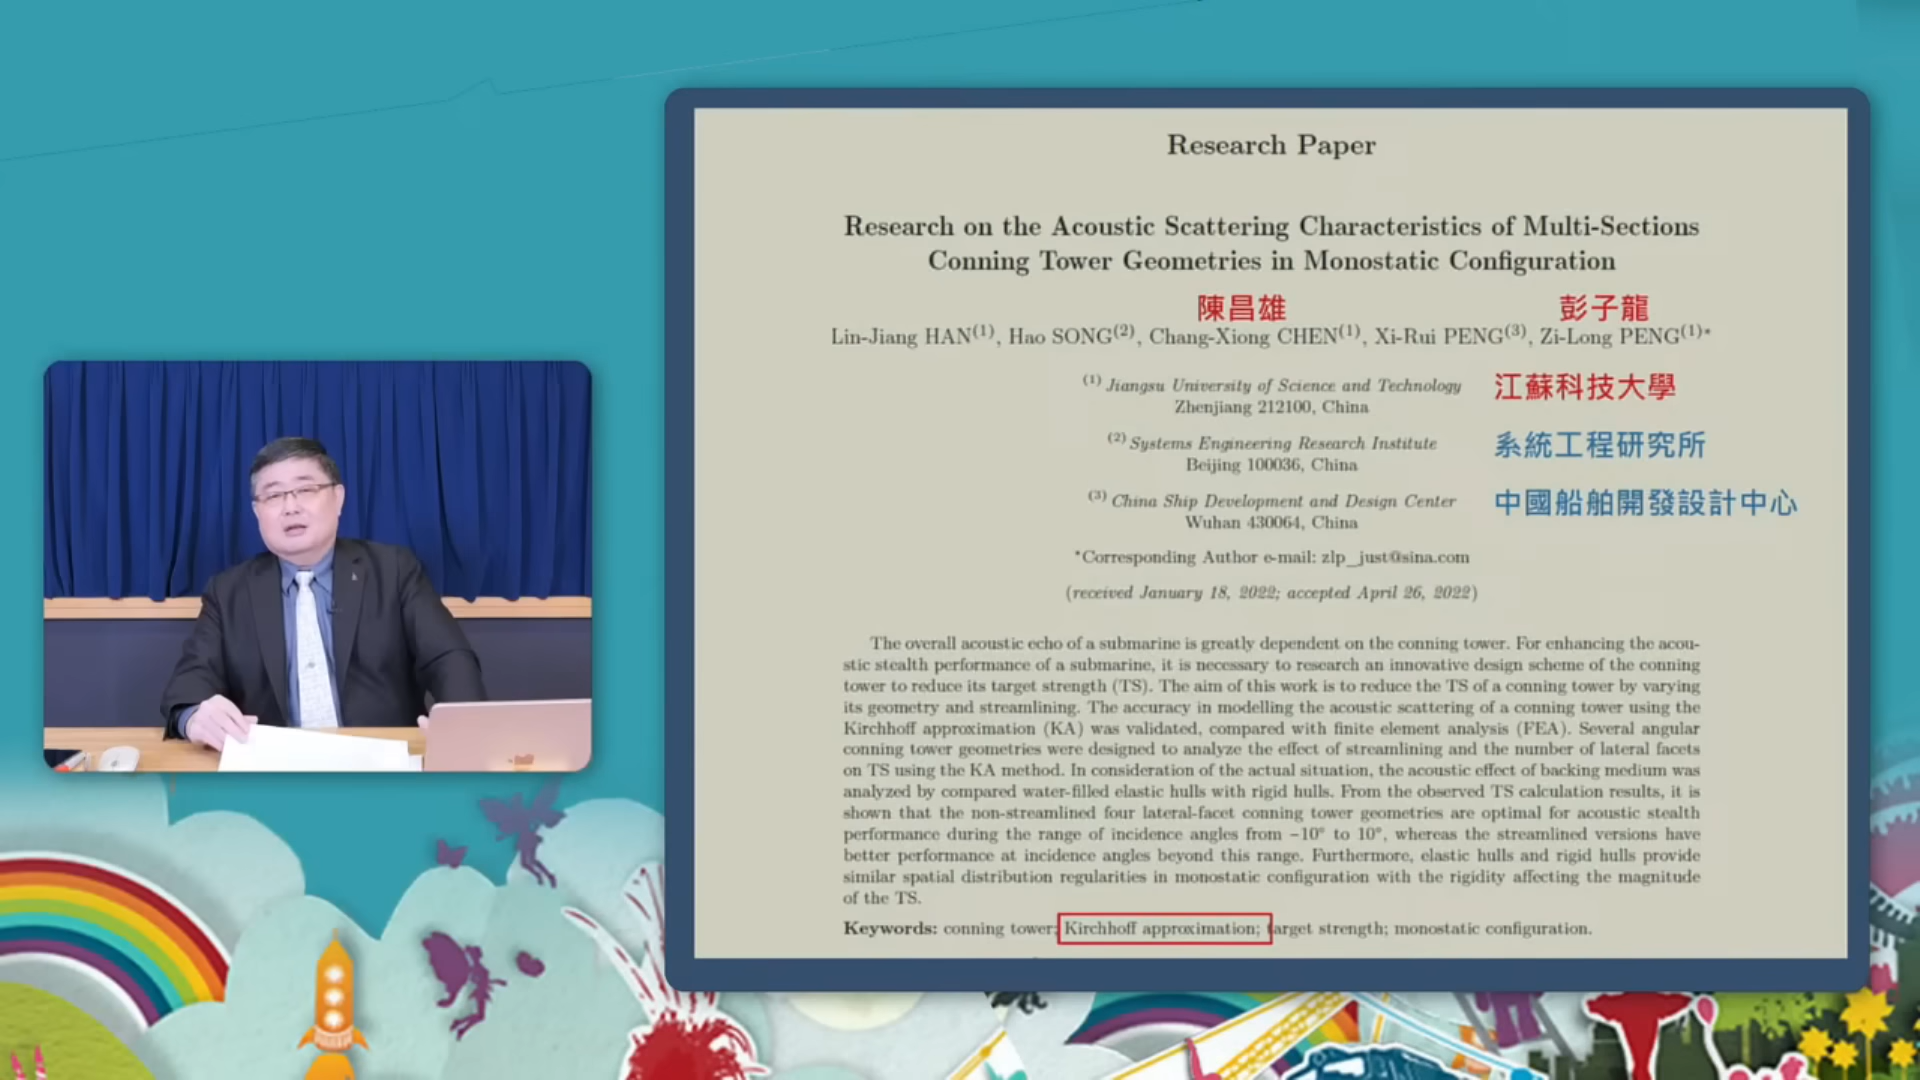 Research Paper
Research on the Acoustic Scattering Characteristics of Multi-Sections
Conning Tower Geometries in Monostatic Configuration
陳昌雄 彭子龍
Lin-Jiang HAN(1), Hao SONG(2), Chang-Xiong CHEN(1), Xi-Rui PENG(3), Zi-Long PENG(1)*
(1) Jiangsu University of Science and Technology 江蘇科技大學
Zhenjiang 212100, China
(2) Systems Engineering Research Institute 系統工程研究所
Beijing 100036, China
(3) China Ship Development and Design Center 中國船舶開發設計中心
Wuhan 430064, China
*Corresponding Author e-mail: zlp_just@sina.com
(received January 18, 2022; accepted April 26, 2022)
The overall acoustic echo of a submarine is greatly dependent on the conning tower. For enhancing the acou-
stic stealth performance of a submarine, it is necessary to research an innovative design scheme of the conning
tower to reduce its target strength (TS). The aim of this work is to reduce the TS of a conning tower by varying
its geometry and streamlining. The accuracy in modelling the acoustic scattering of a conning tower using the
Kirchhoff approximation (KA) was validated, compared with finite element analysis (FEA). Several angular
conning tower geometries were designed to analyze the effect of streamlining and the number of lateral facets
on TS using the KA method. In consideration of the actual situation, the acoustic effect of backing medium was
analyzed by compared water-filled elastic hulls with rigid hulls. From the observed TS calculation results, it is
shown that the non-streamlined four lateral-facet conning tower geometries are optimal for acoustic stealth
performance during the range of incidence angles from −10° to 10°, whereas the streamlined versions have
better performance at incidence angles beyond this range. Furthermore, elastic hulls and rigid hulls provide
similar spatial distribution regularities in monostatic configuration with the rigidity affecting the magnitude
of the TS.
Keywords: conning tower; Kirchhoff approximation; target strength; monostatic configuration.